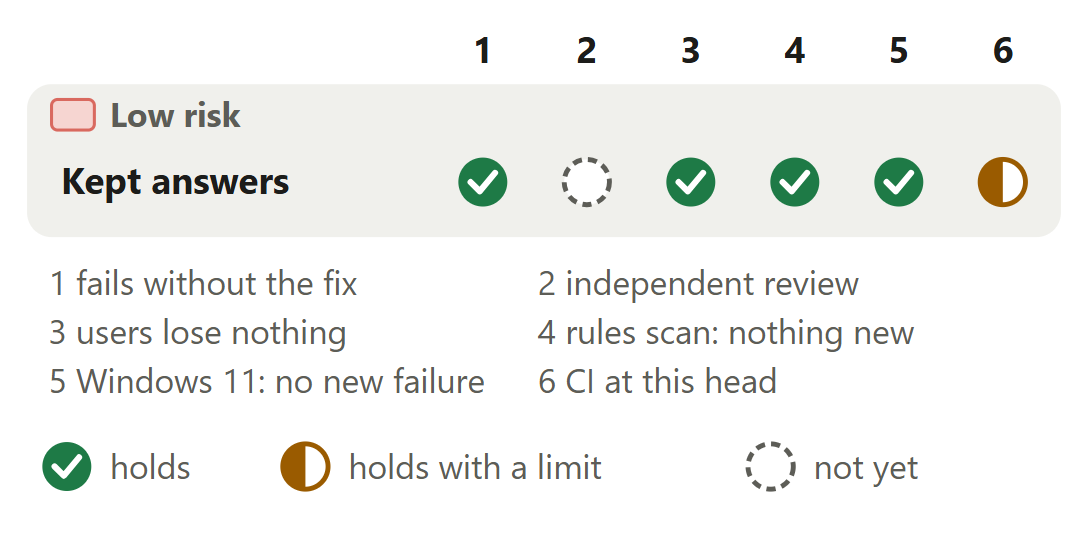 1 2 3 4 5 6
Low risk
Kept answers
1 fails without the fix 2 independent review
3 users lose nothing 4 rules scan: nothing new
5 Windows 11: no new failure 6 CI at this head
holds holds with a limit not yet